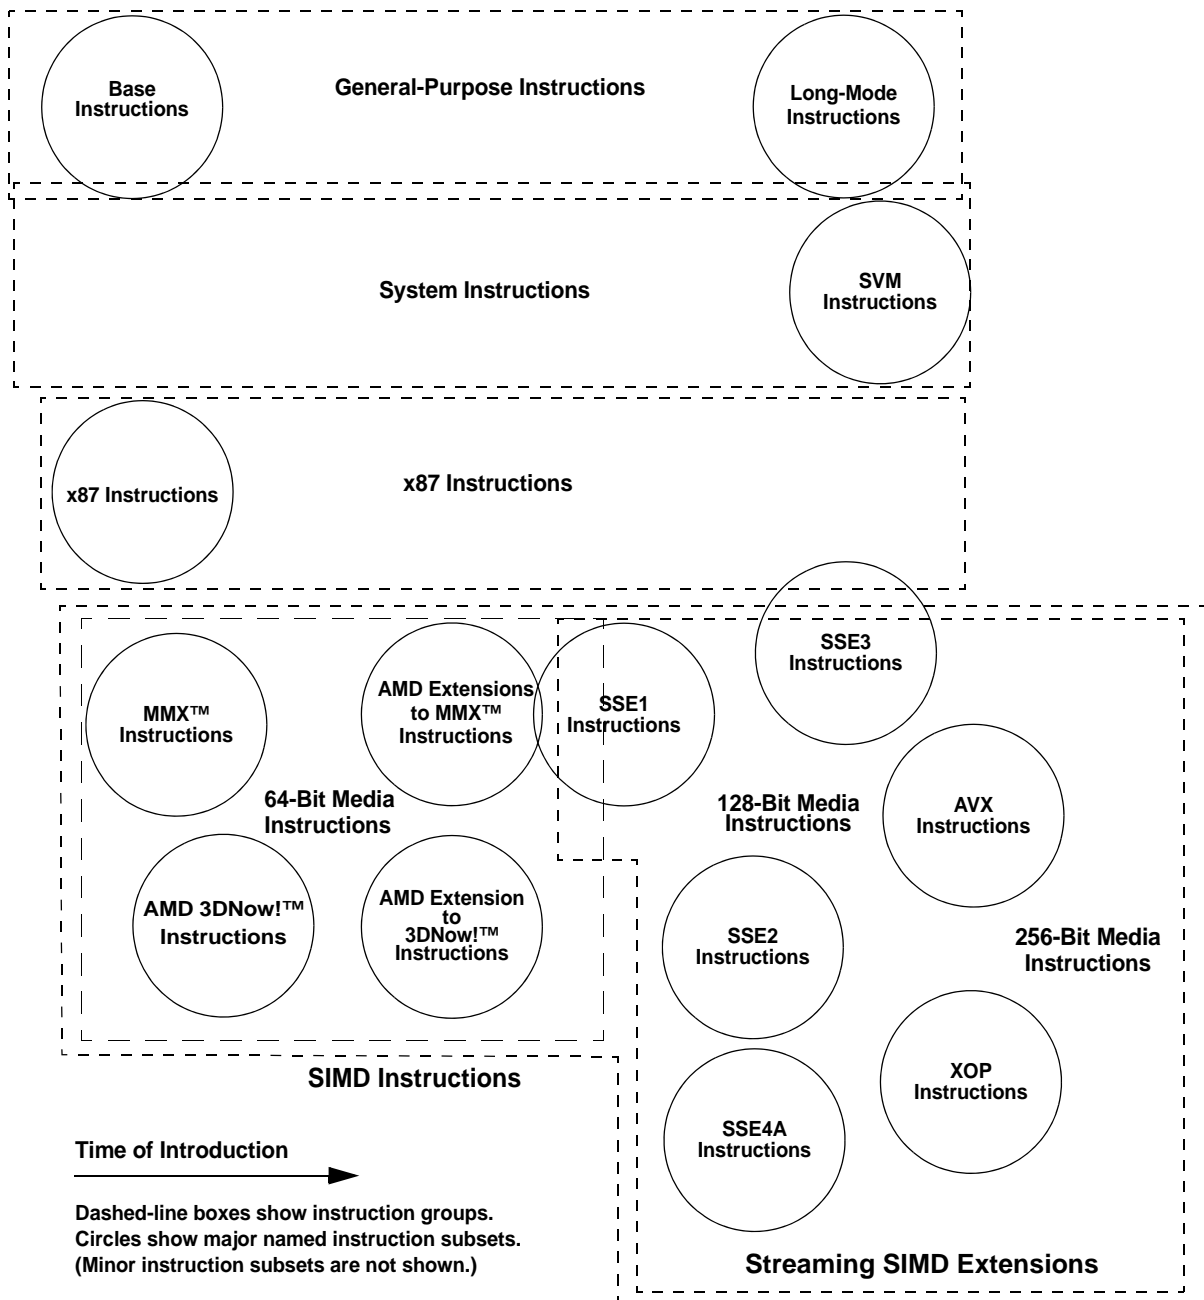 Base
Instructions
General-Purpose Instructions
Long-Mode
Instructions
System Instructions
SVM
Instructions
x87 Instructions
x87 Instructions
SSE3
Instructions
MMX™
Instructions
AMD Extensions
to MMX™
Instructions
SSE1
Instructions
64-Bit Media
Instructions
128-Bit Media
Instructions
AVX
Instructions
AMD 3DNow!™
Instructions
AMD Extension
to
3DNow!™
Instructions
SSE2
Instructions
256-Bit Media
Instructions
SIMD Instructions
XOP
Instructions
SSE4A
Instructions
Time of Introduction
Dashed-line boxes show instruction groups.
Circles show major named instruction subsets.
(Minor instruction subsets are not shown.)
Streaming SIMD Extensions